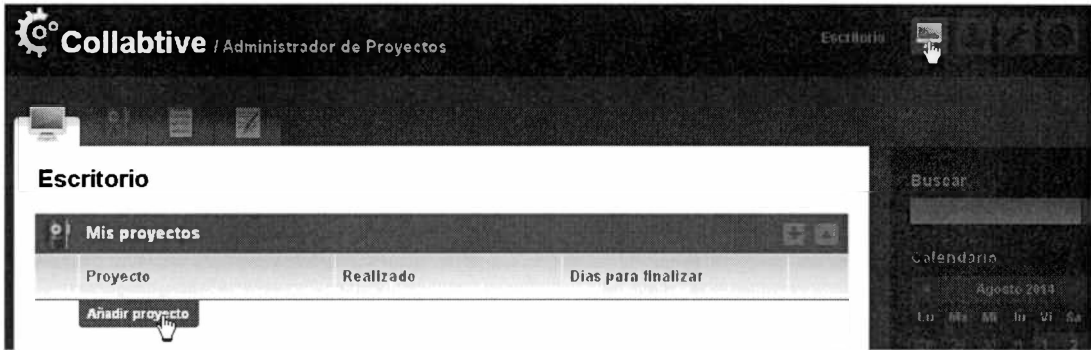 Collabtive / Administrador de Proyectos
Escritorio
Escritorio
Buscar
Mis proyectos
Calendario
Proyecto Realizado Días para finalizar
Agosto 2014
Añadir proyecto
Lu Ma Mi Ju Vi Sa